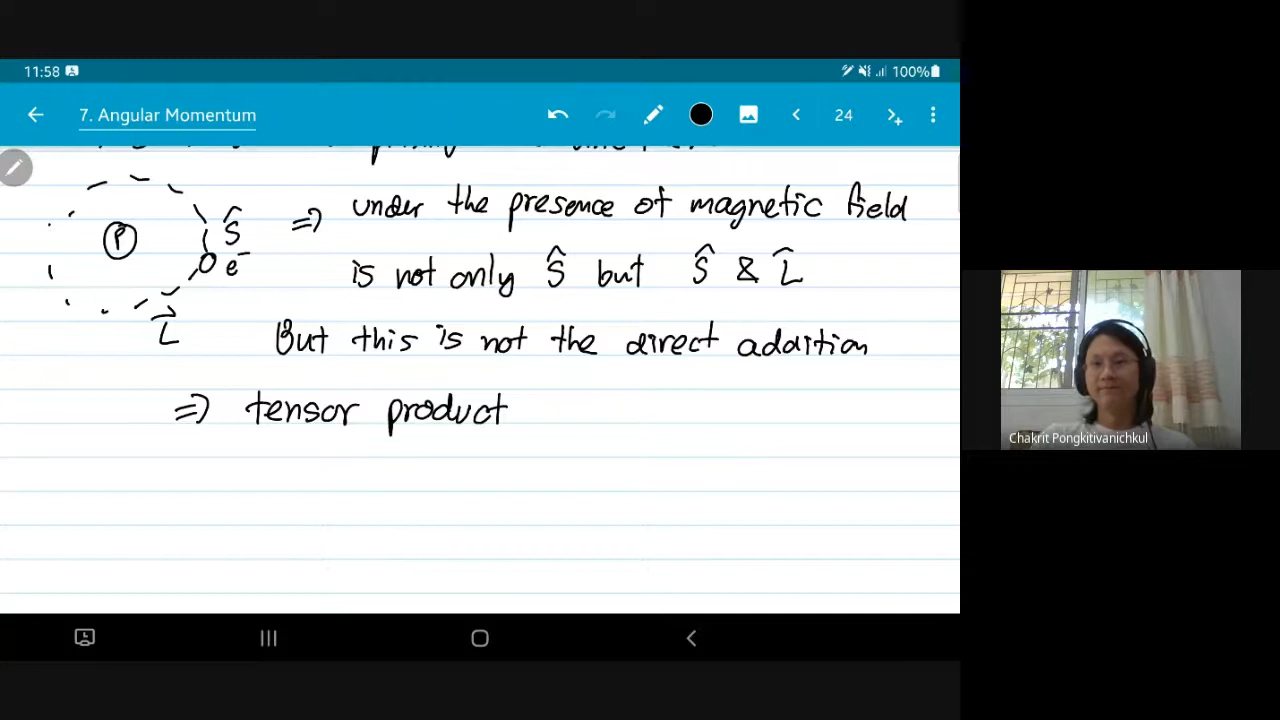 11:58 100%
7. Angular Momentum 24
P Ŝ ⇒ under the presence of magnetic field
e⁻ is not only Ŝ but Ŝ & L̂
L⃗ But this is not the direct addition
⇒ tensor product
Chakrit Pongkitivanichkul